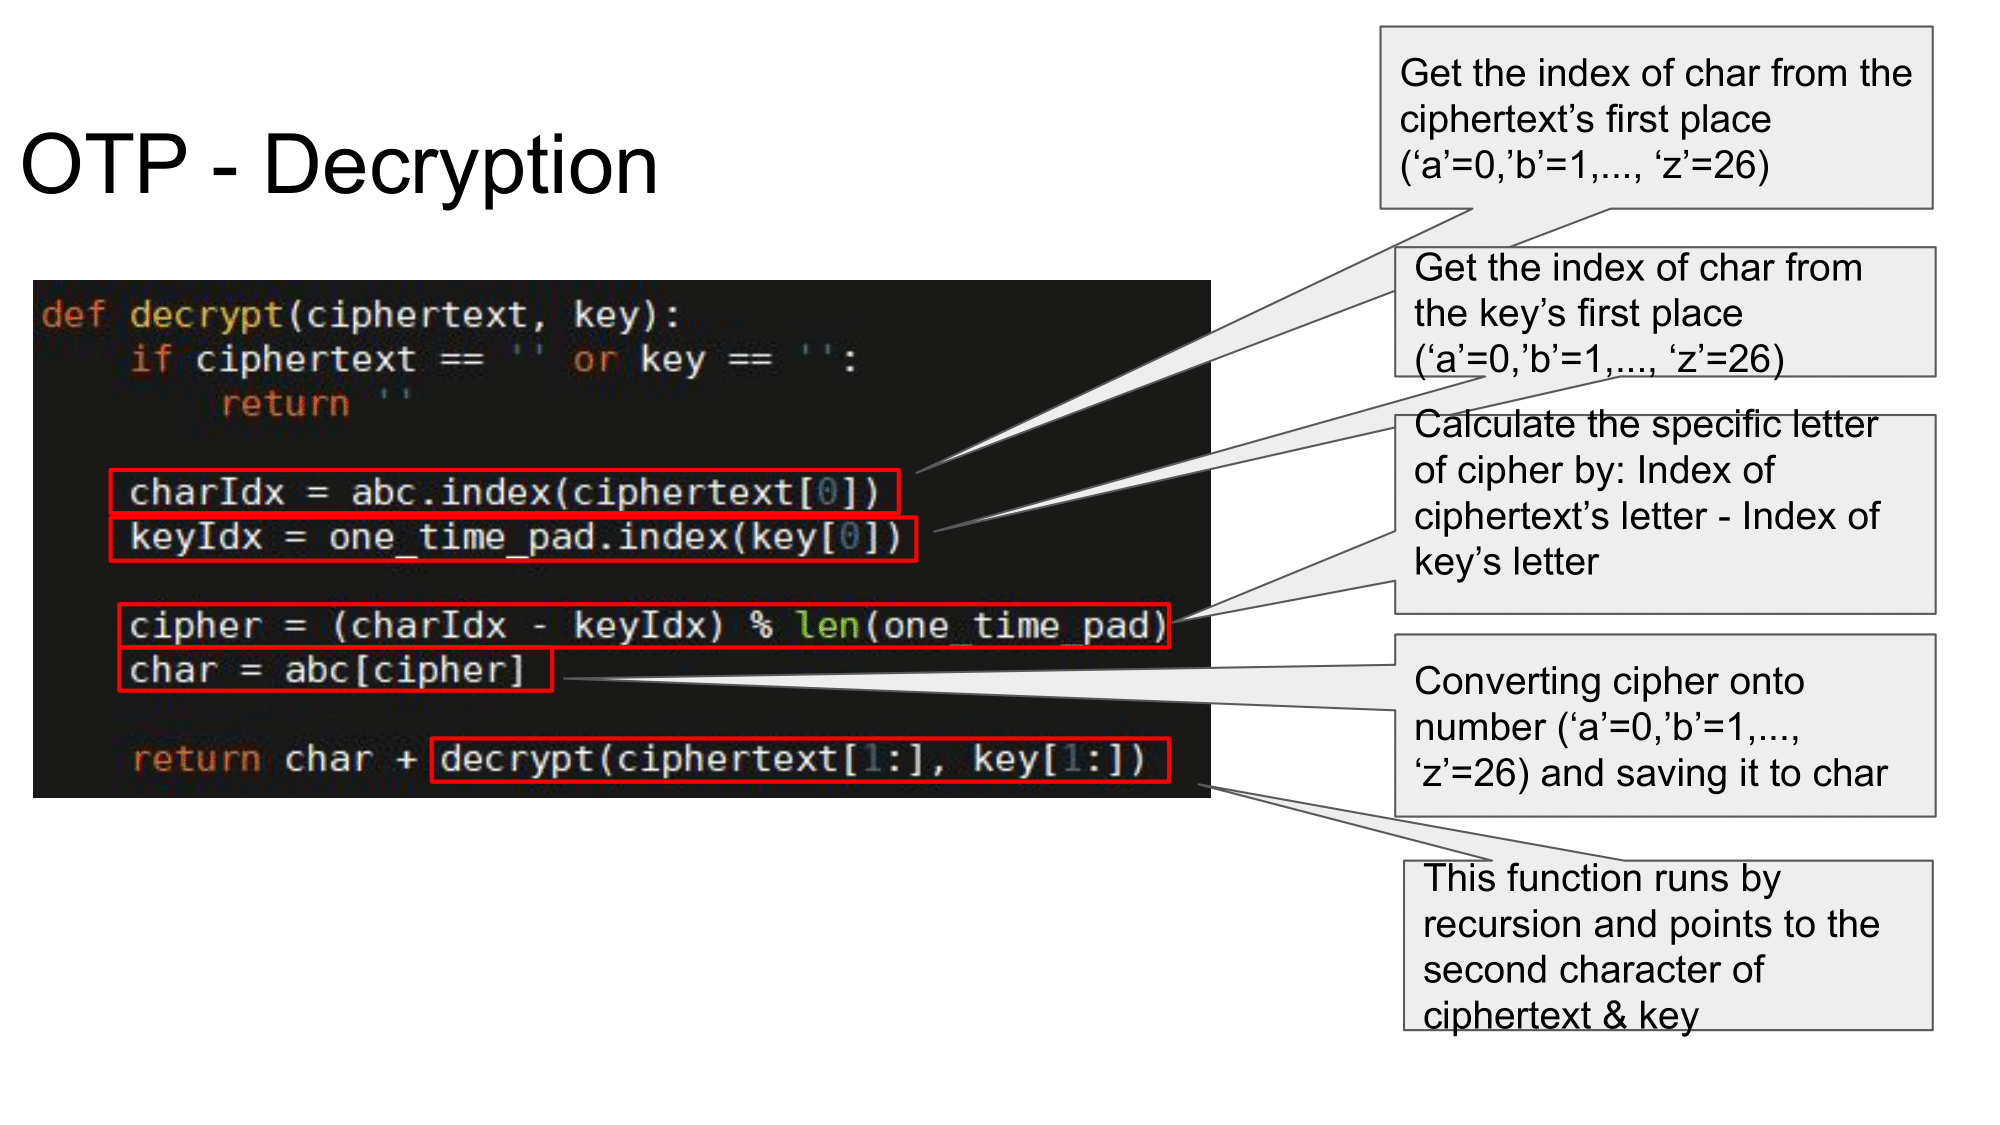 OTP - Decryption
def decrypt(ciphertext, key):
    if ciphertext == '' or key == '':
        return ''
    charIdx = abc.index(ciphertext[0])
    keyIdx = one_time_pad.index(key[0])
    cipher = (charIdx - keyIdx) % len(one_time_pad)
    char = abc[cipher]
    return char + decrypt(ciphertext[1:], key[1:])
Get the index of char from the
ciphertext’s first place
(‘a’=0,’b’=1,..., ‘z’=26)
Get the index of char from
the key’s first place
(‘a’=0,’b’=1,..., ‘z’=26)
Calculate the specific letter
of cipher by: Index of
ciphertext’s letter - Index of
key’s letter
Converting cipher onto
number (‘a’=0,’b’=1,...,
‘z’=26) and saving it to char
This function runs by
recursion and points to the
second character of
ciphertext & key